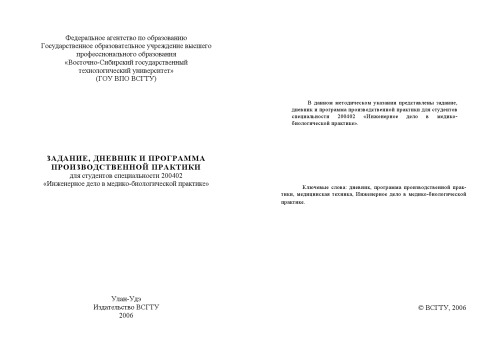 Федеральное агентство по образованию
Государственное образовательное учреждение высшего
профессионального образования
«Восточно-Сибирский государственный
технологический университет»
(ГОУ ВПО ВСГТУ)
ЗАДАНИЕ, ДНЕВНИК И ПРОГРАММА
ПРОИЗВОДСТВЕННОЙ ПРАКТИКИ
для студентов специальности 200402
«Инженерное дело в медико-биологической практике»
Улан-Удэ
Издательство ВСГТУ
2006
В данном методическом указании представлены задание,
дневник и программа производственной практики для студентов
специальности 200402 «Инженерное дело в медико-
биологической практике».
Ключевые слова: дневник, программа производственной прак-
тики, медицинская техника, Инженерное дело в медико-биологической
практике.
© ВСГТУ, 2006